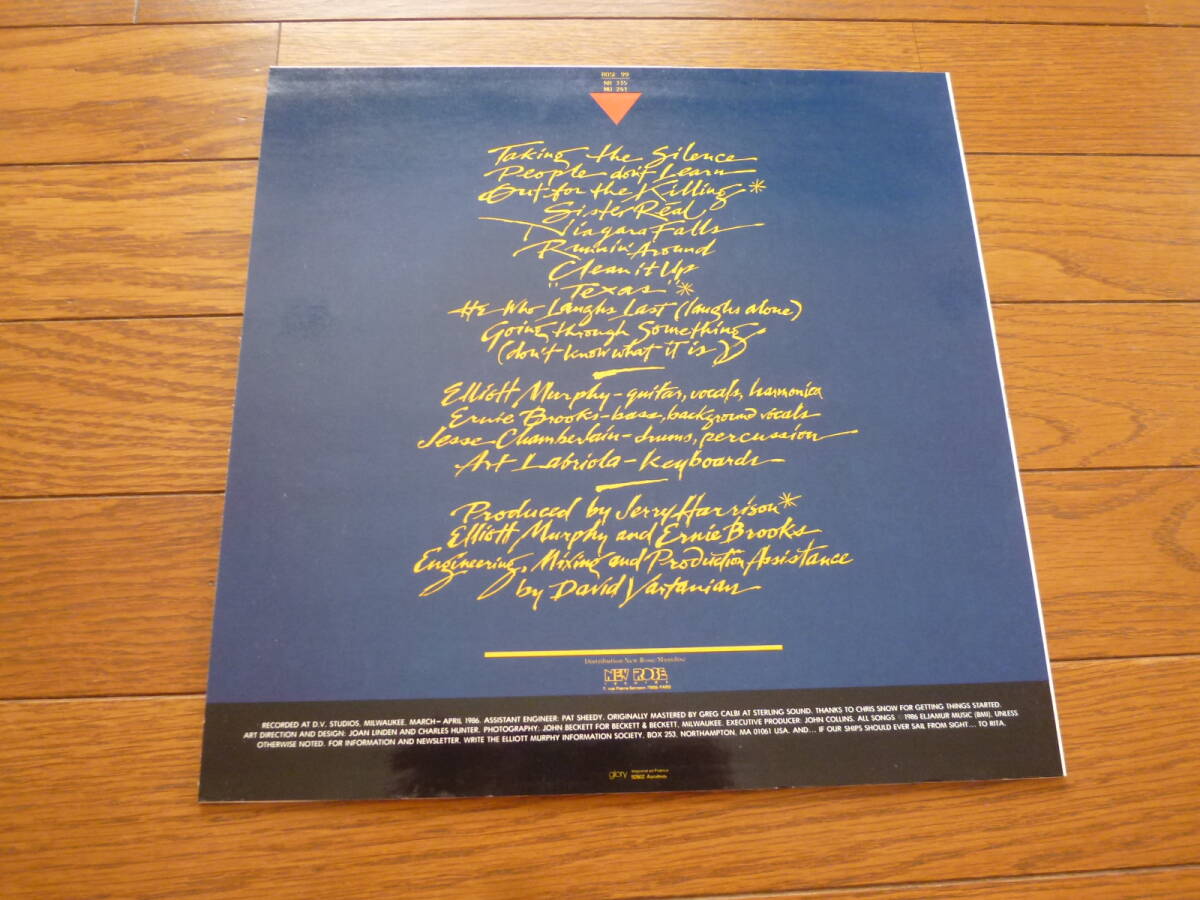 ROSE 99
NR 335
MU 241
Taking the Silence
People don't Learn
Out for the Killing*
Sister Réal
Niagara Falls
Runnin' Around
Clean it Up
"Texas"*
He Who Laughs Last (laughs alone)
Going through Something
(don't know what it is)
Elliott Murphy - guitar, vocals, harmonica
Ernie Brooks - bass, background vocals
Jesse Chamberlain - drums, percussion
Art Labriola - Keyboards
Produced by Jerry Harrison*
Elliott Murphy and Ernie Brooks
Engineering, Mixing and Production Assistance
by David Vartanian
Distribution New Rose/Musidisc
NEW ROSE
RECORDED AT D.V. STUDIOS, MILWAUKEE, MARCH–APRIL 1986. ASSISTANT ENGINEER: PAT SHEEDY. ORIGINALLY MASTERED BY GREG CALBI AT STERLING SOUND. THANKS TO CHRIS SNOW FOR GETTING THINGS STARTED.
ART DIRECTION AND DESIGN: JOAN LINDEN AND CHARLES HUNTER. PHOTOGRAPHY: JOHN BECKETT FOR BECKETT & BECKETT, MILWAUKEE. EXECUTIVE PRODUCER: JOHN COLLINS. ALL SONGS 1986 ELJAMUR MUSIC (BMI), UNLESS
OTHERWISE NOTED. FOR INFORMATION AND NEWSLETTER, WRITE THE ELLIOTT MURPHY INFORMATION SOCIETY, BOX 253, NORTHAMPTON, MA 01061 USA. AND... IF OUR SHIPS SHOULD EVER SAIL FROM SIGHT... TO RITA.
glory